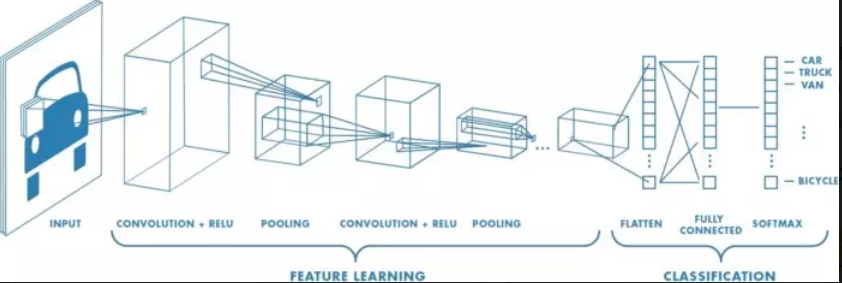 CAR
TRUCK
VAN
BICYCLE
INPUT
CONVOLUTION + RELU
POOLING
CONVOLUTION + RELU
POOLING
FLATTEN
FULLY
CONNECTED
SOFTMAX
FEATURE LEARNING
CLASSIFICATION